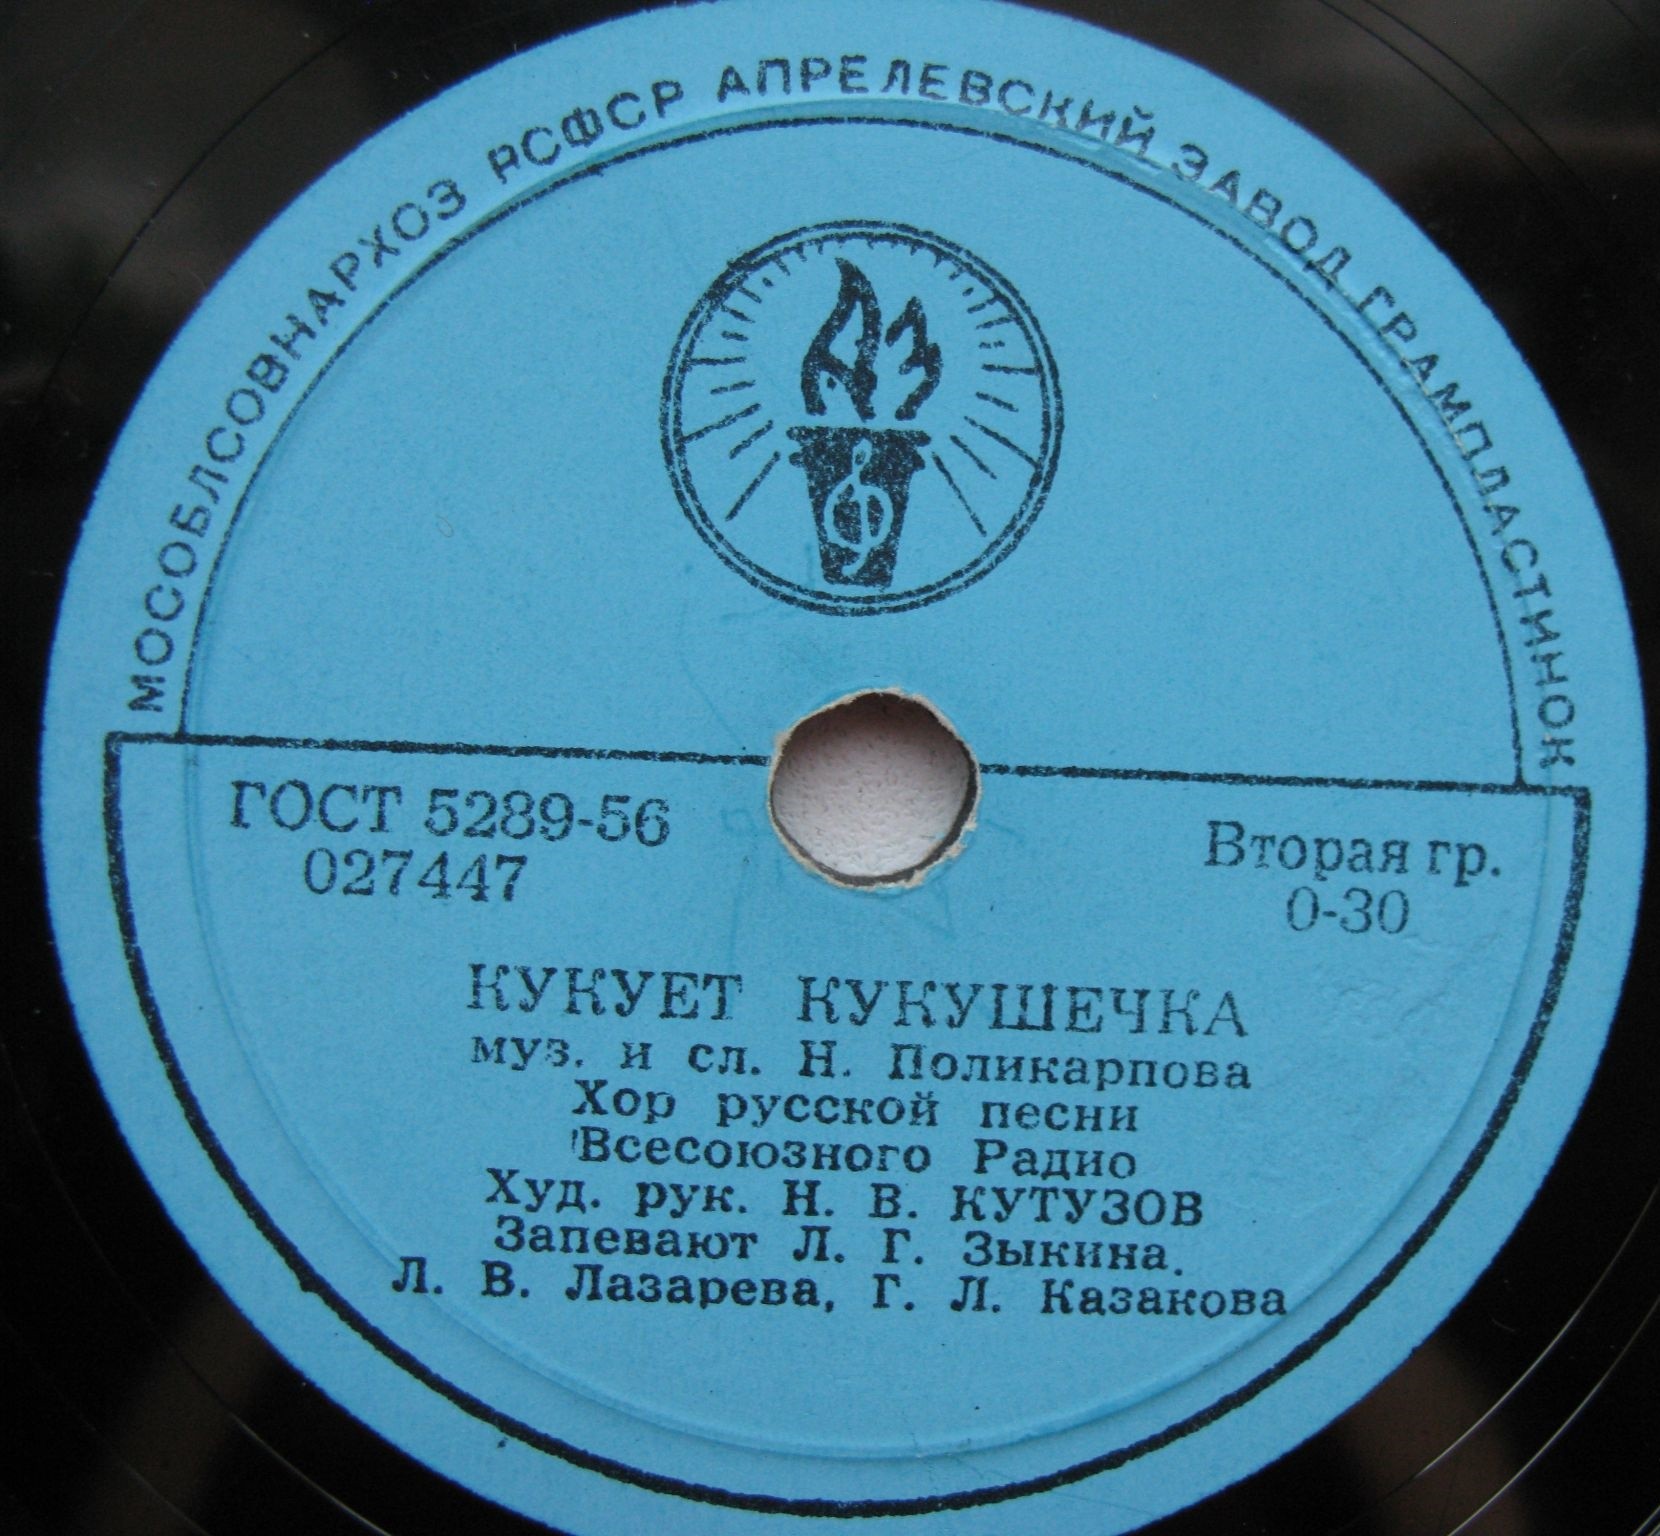 МОСОБЛСОВНАРХОЗ РСФСР АПРЕЛЕВСКИЙ ЗАВОД ГРАМПЛАСТИНОК
АЗ
ГОСТ 5289-56
027447
Вторая гр.
0-30
КУКУЕТ КУКУШЕЧКА
муз. и сл. Н. Поликарпова
Хор русской песни
Всесоюзного Радио
Худ. рук. Н. В. КУТУЗОВ
Запевают Л. Г. Зыкина.
Л. В. Лазарева, Г. Л. Казакова